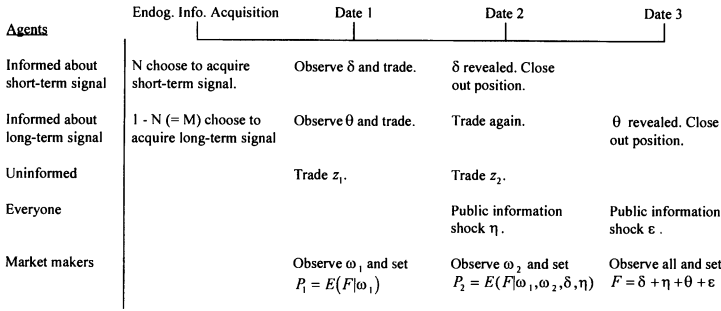 Endog. Info. Acquisition Date 1 Date 2 Date 3
Agents
Informed about N choose to acquire Observe δ and trade. δ revealed. Close
short-term signal short-term signal. out position.
Informed about 1 - N (= M) choose to Observe θ and trade. Trade again. θ revealed. Close
long-term signal acquire long-term signal out position.
Uninformed Trade z₁. Trade z₂.
Everyone Public information Public information
shock η. shock ε.
Market makers Observe ω₁ and set Observe ω₂ and set Observe all and set
P₁ = E(F|ω₁) P₂ = E(F|ω₁,ω₂,δ,η) F = δ + η + θ + ε